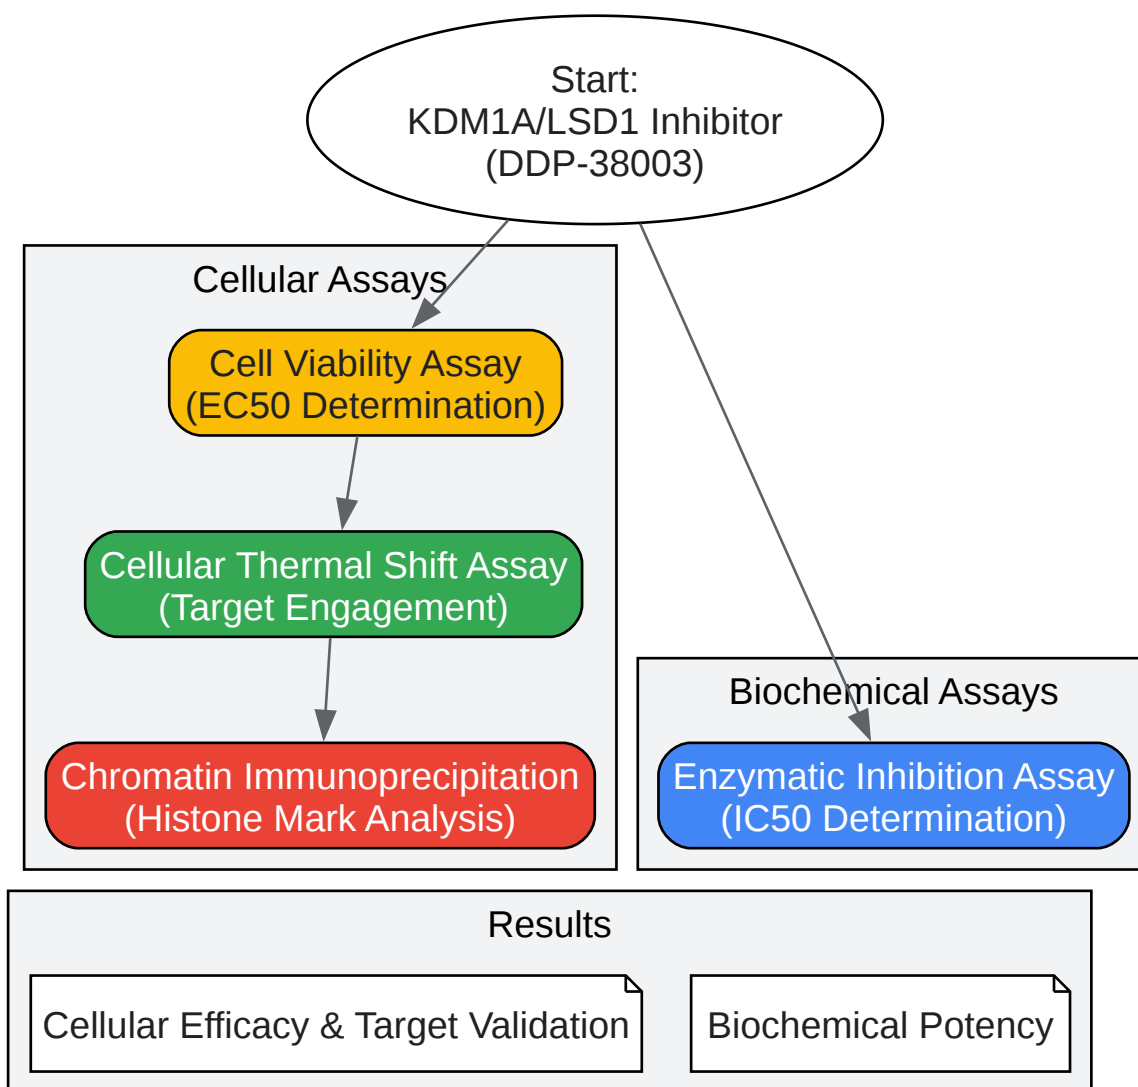 Start:
KDM1A/LSD1 Inhibitor
(DDP-38003)
Cellular Assays
Cell Viability Assay
(EC50 Determination)
Cellular Thermal Shift Assay
(Target Engagement)
Chromatin Immunoprecipitation
(Histone Mark Analysis)
Biochemical Assays
Enzymatic Inhibition Assay
(IC50 Determination)
Results
Cellular Efficacy & Target Validation
Biochemical Potency